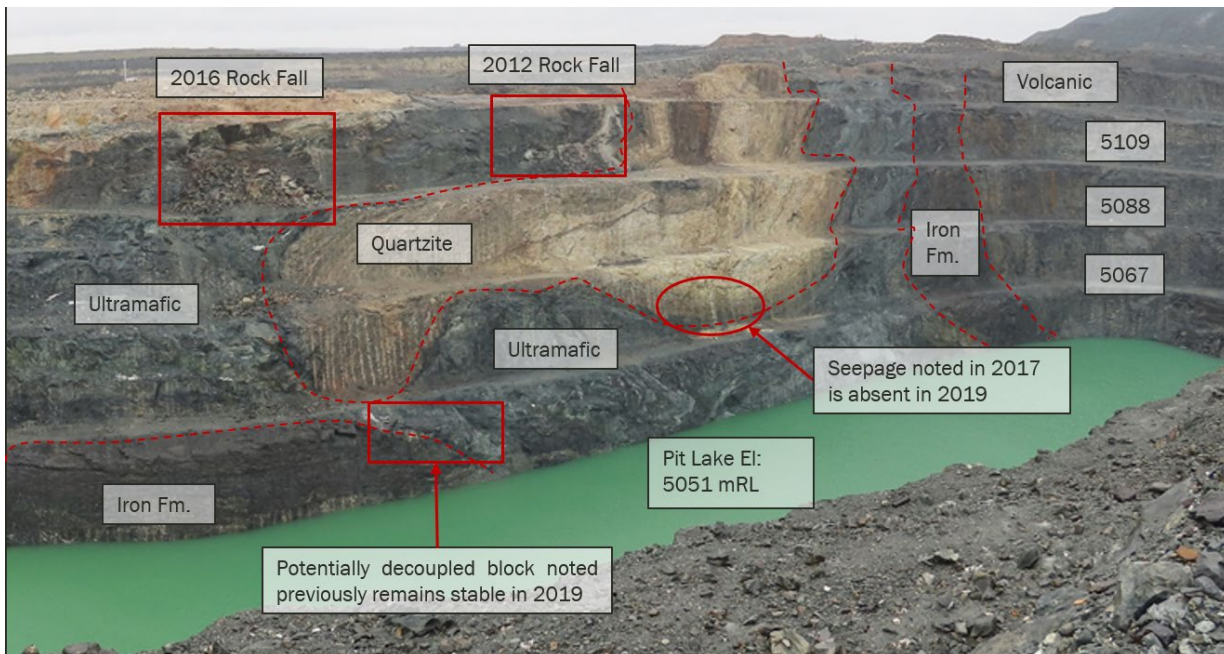 2016 Rock Fall
2012 Rock Fall
Volcanic
5109
5088
Quartzite
Iron
Fm.
5067
Ultramafic
Ultramafic
Seepage noted in 2017
is absent in 2019
Pit Lake El:
5051 mRL
Iron Fm.
Potentially decoupled block noted
previously remains stable in 2019